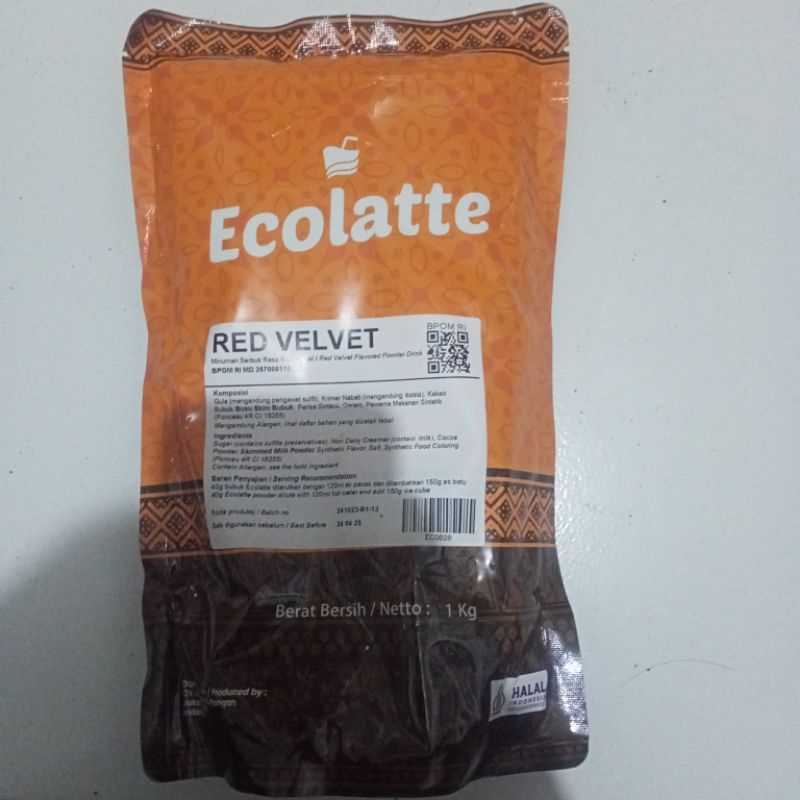 Ecolatte
BPOM RI
RED VELVET
Minuman Serbuk Rasa / Red Velvet Flavored Powder Drink
BPOM RI MD
Komposisi
Gula (mengandung pengawet sulfit), Krimer Nabati (mengandung susu), Kakao
Bubuk, Susu Skim Bubuk, Perisa Sintetik, Garam, Pewarna Makanan Sintetik
(Ponceau 4R CI 16255)
Mengandung Alergen, lihat daftar bahan yang dicetak tebal
Ingredients
Sugar (contains sulfite preservatives), Non Dairy Creamer (contain milk), Cocoa
Powder, Skimmed Milk Powder, Synthetic Flavor, Salt, Synthetic Food Coloring
(Ponceau 4R CI 16255)
Contain Allergen, see the bold ingredient
Saran Penyajian / Serving Recommendation
40g bubuk Ecolatte dilarutkan dengan 120ml air panas dan ditambahkan 150g es batu
40g Ecolatte powder dilute with 120ml hot water and add 150g ice cube
Kode produksi / Batch no 241023-R1-13
Baik digunakan sebelum / Best Before 24 04 25
ECO020
Berat Bersih / Netto : 1 Kg
Produced by :
HALAL
INDONESIA